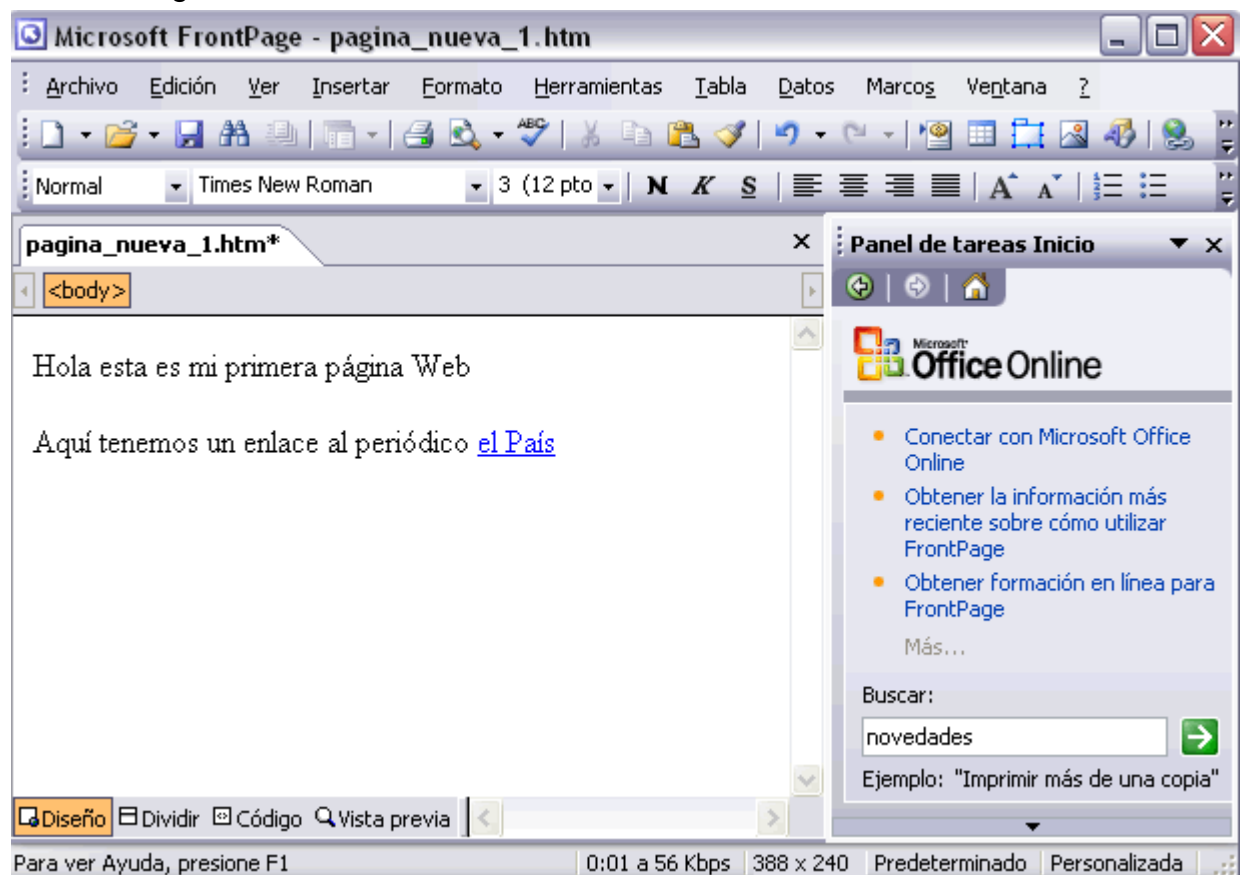 Microsoft FrontPage - pagina_nueva_1.htm
Archivo Edición Ver Insertar Formato Herramientas Tabla Datos Marcos Ventana ?
ABC
Normal Times New Roman 3 (12 pto N K S A A
pagina_nueva_1.htm*
<body>
Hola esta es mi primera página Web
Aquí tenemos un enlace al periódico el País
Diseño Dividir Código Vista previa
Panel de tareas Inicio
Microsoft
Office Online
Conectar con Microsoft Office
Online
Obtener la información más
reciente sobre cómo utilizar
FrontPage
Obtener formación en línea para
FrontPage
Más...
Buscar:
novedades
Ejemplo: "Imprimir más de una copia"
Para ver Ayuda, presione F1 0:01 a 56 Kbps 388 x 240 Predeterminado Personalizada